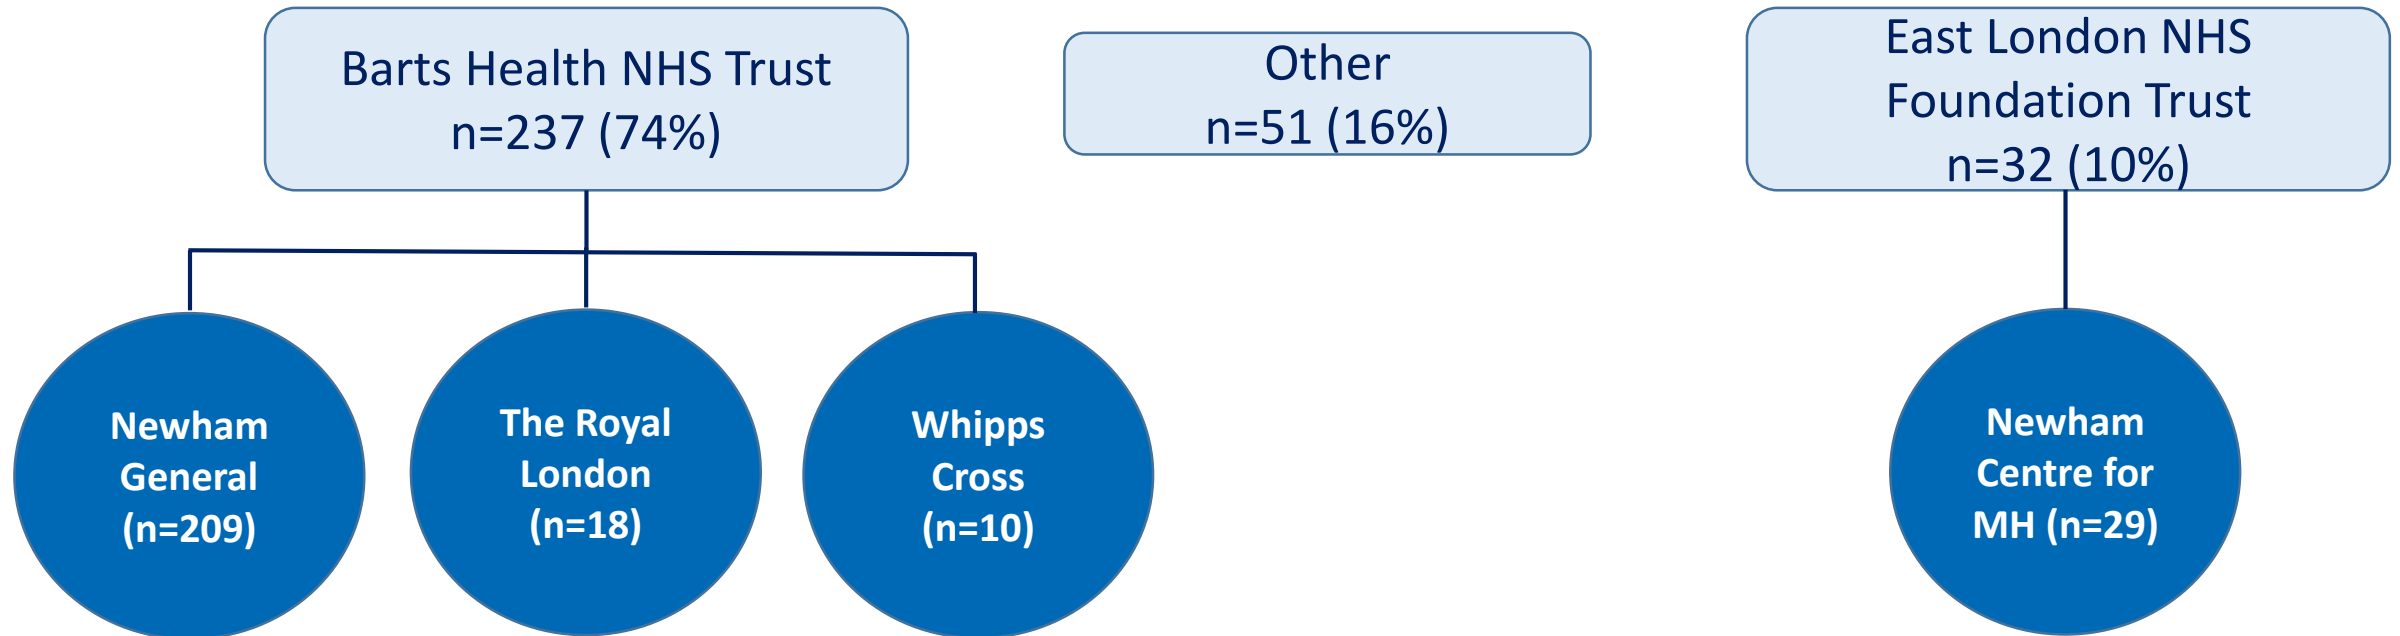 Barts Health NHS Trust
n=237 (74%)
Other
n=51 (16%)
East London NHS
Foundation Trust
n=32 (10%)
Newham
General
(n=209)
The Royal
London
(n=18)
Whipps
Cross
(n=10)
Newham
Centre for
MH (n=29)